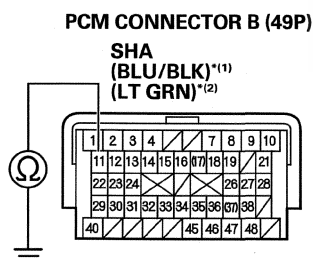 PCM CONNECTOR B (49P)
SHA
(BLU/BLK)*(1)
(LT GRN)*(2)
1 2 3 4 7 8 9 10
11 12 13 14 15 16 (17) 18 19 21
22 23 24 26 27 28
Ω
29 30 31 32 33 34 35 36 (37) 38
40 45 46 47 48